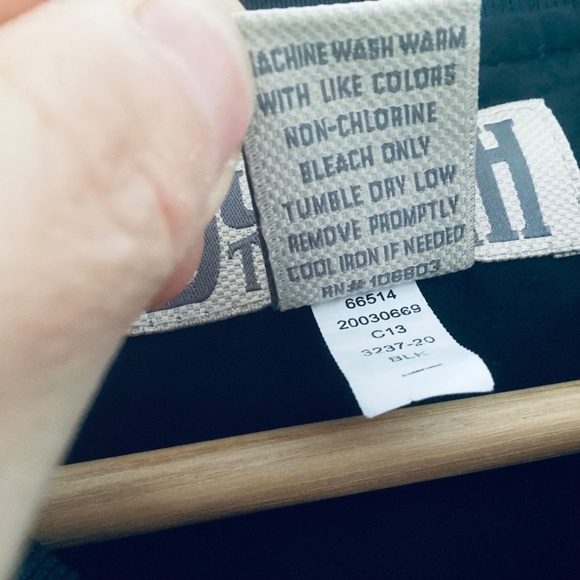 MACHINE WASH WARM
WITH LIKE COLORS
NON-CHLORINE
BLEACH ONLY
TUMBLE DRY LOW
REMOVE PROMPTLY
COOL IRON IF NEEDED
RN# 106803
66514
20030669
C13
3237-20
BLK